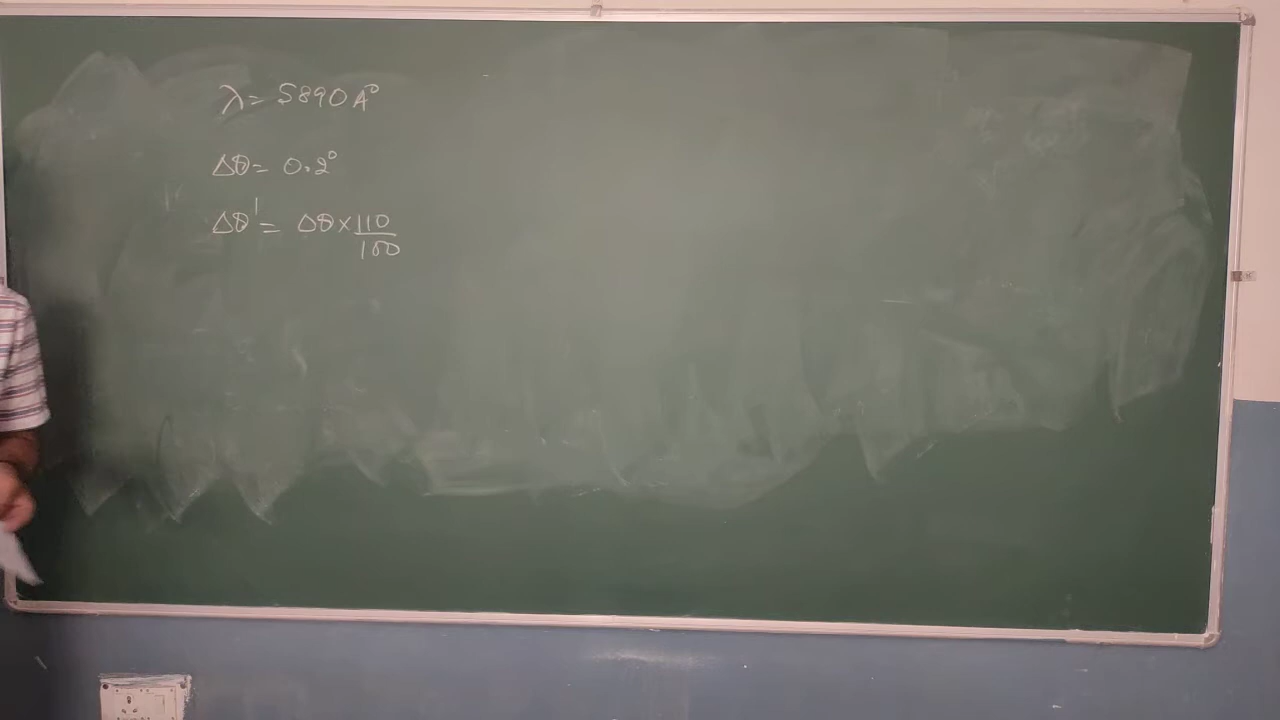 λ = 5890 A°
Δθ = 0.2°
Δθ' = Δθ × 110/100